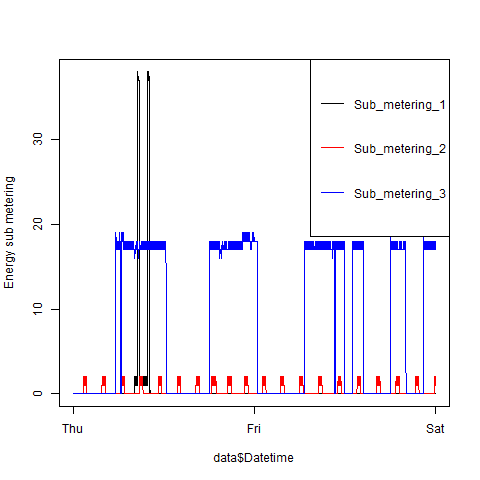 Sub_metering_1
Sub_metering_2
Sub_metering_3
Energy sub metering
30
20
10
0
Thu
Fri
Sat
data$Datetime